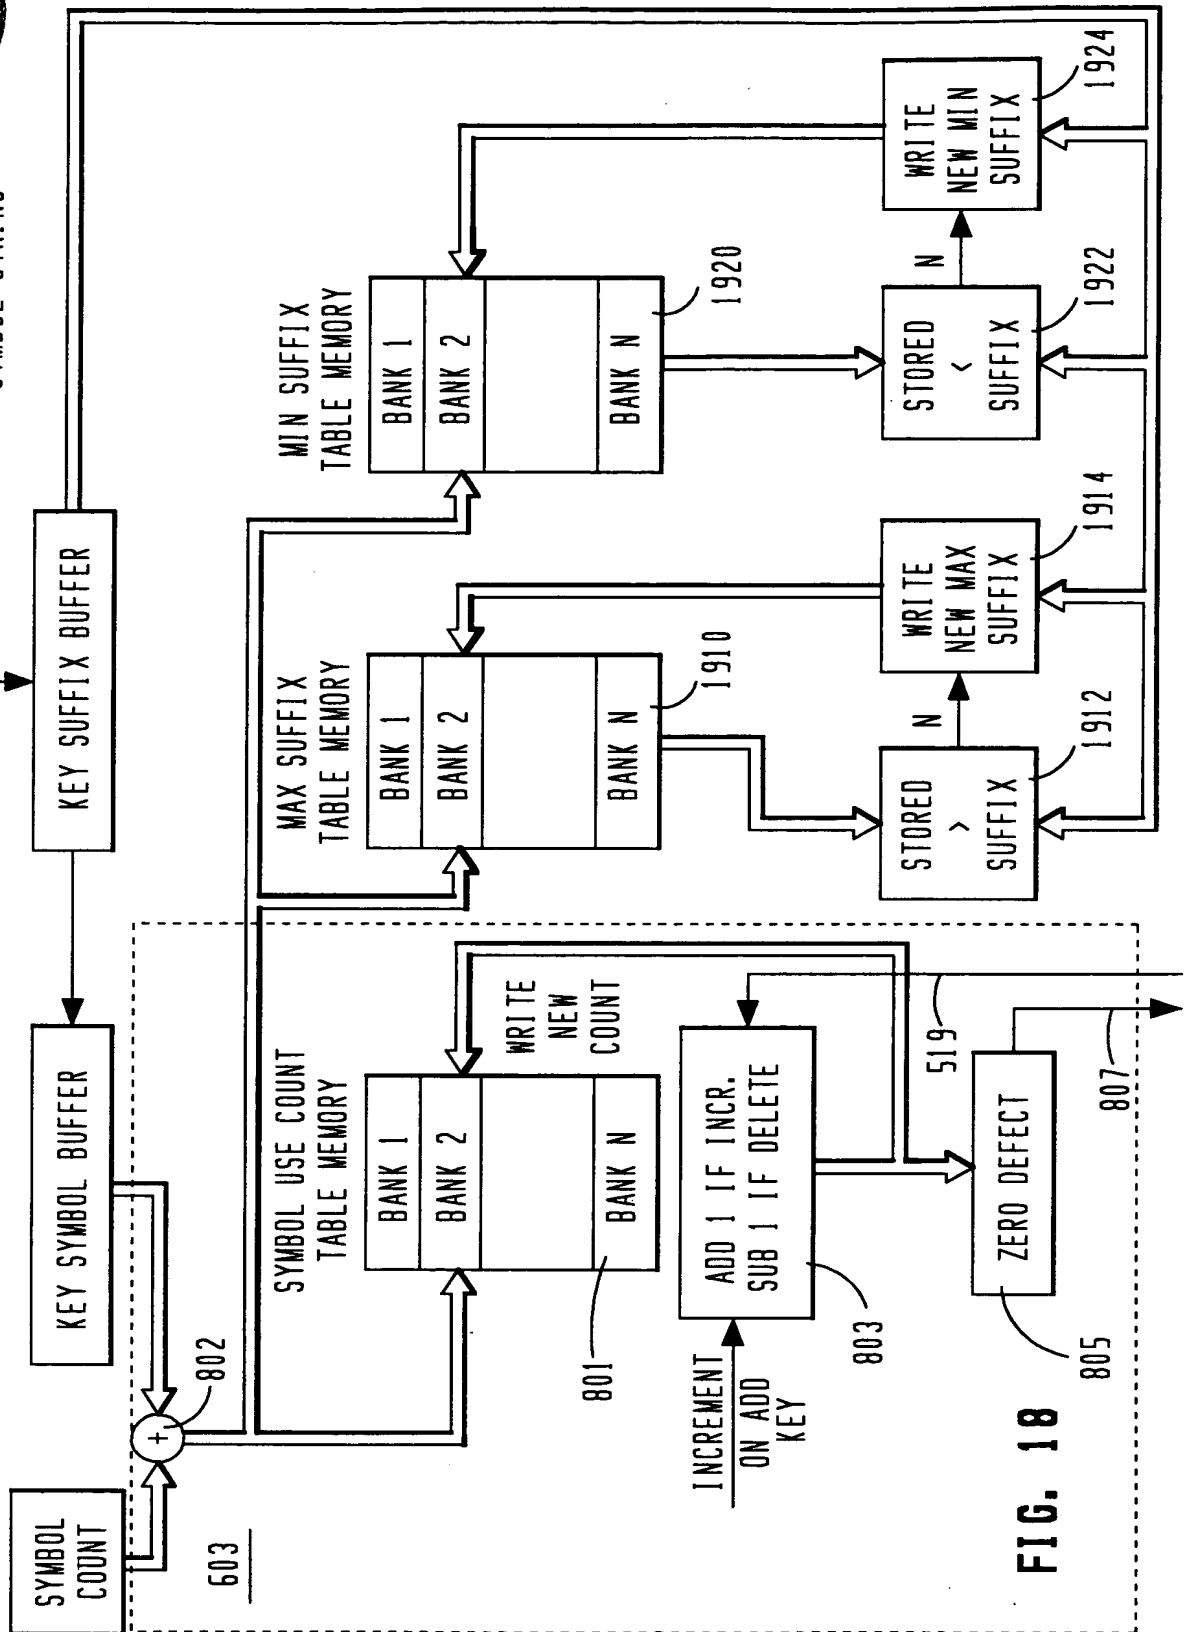 SYMBOL
COUNT
KEY SYMBOL BUFFER
KEY SUFFIX BUFFER
603
+
802
SYMBOL USE COUNT
TABLE MEMORY
BANK 1
BANK 2
BANK N
801
WRITE
NEW
COUNT
MAX SUFFIX
TABLE MEMORY
BANK 1
BANK 2
BANK N
1910
MIN SUFFIX
TABLE MEMORY
BANK 1
BANK 2
BANK N
1920
INCREMENT
ON ADD
KEY
ADD 1 IF INCR.
SUB 1 IF DELETE
803
519
STORED
>
SUFFIX
1912
N
WRITE
NEW MAX
SUFFIX
1914
STORED
<
SUFFIX
1922
N
WRITE
NEW MIN
SUFFIX
1924
ZERO DEFECT
805
807
FIG. 18